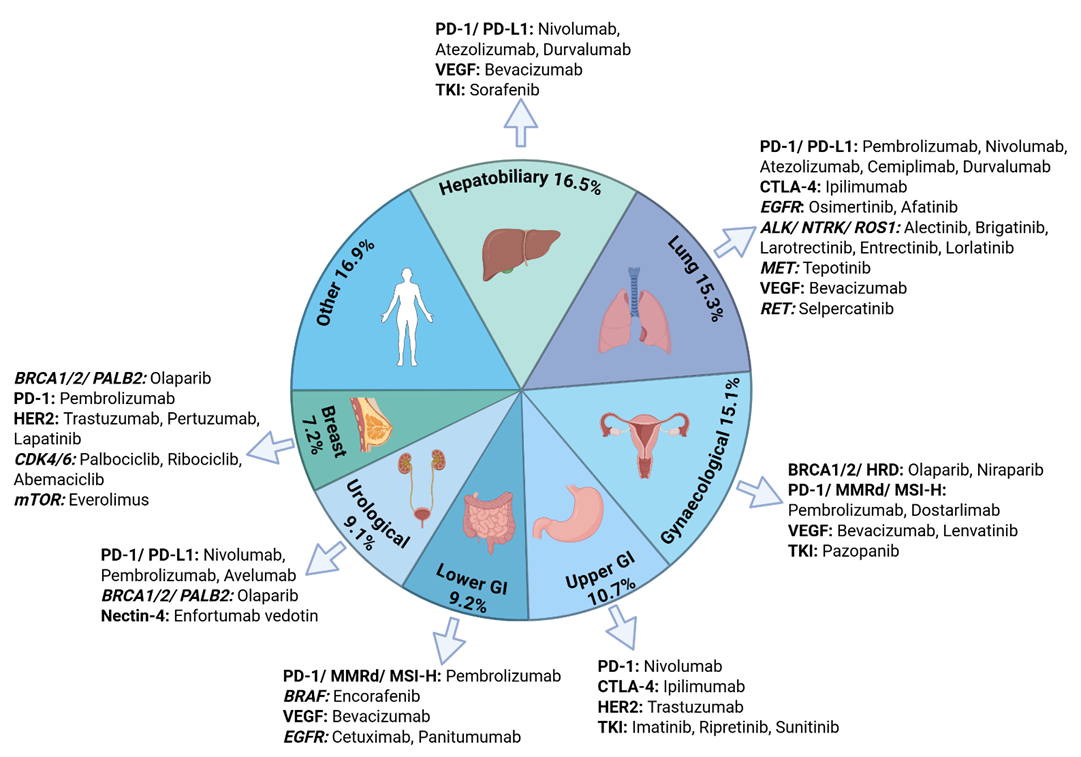 PD-1/ PD-L1: Nivolumab,
Atezolizumab, Durvalumab
VEGF: Bevacizumab
TKI: Sorafenib
Hepatobiliary 16.5%
PD-1/ PD-L1: Pembrolizumab, Nivolumab,
Atezolizumab, Cemiplimab, Durvalumab
CTLA-4: Ipilimumab
EGFR: Osimertinib, Afatinib
ALK/ NTRK/ ROS1: Alectinib, Brigatinib,
Larotrectinib, Entrectinib, Lorlatinib
MET: Tepotinib
VEGF: Bevacizumab
RET: Selpercatinib
Lung 15.3%
Other 16.9%
Gynaecological 15.1%
BRCA1/2/ HRD: Olaparib, Niraparib
PD-1/ MMRd/ MSI-H:
Pembrolizumab, Dostarlimab
VEGF: Bevacizumab, Lenvatinib
TKI: Pazopanib
BRCA1/2/ PALB2: Olaparib
PD-1: Pembrolizumab
HER2: Trastuzumab, Pertuzumab,
Lapatinib
CDK4/6: Palbociclib, Ribociclib,
Abemaciclib
mTOR: Everolimus
Breast
7.2%
Urological
9.1%
PD-1/ PD-L1: Nivolumab,
Pembrolizumab, Avelumab
BRCA1/2/ PALB2: Olaparib
Nectin-4: Enfortumab vedotin
Lower GI
9.2%
PD-1/ MMRd/ MSI-H: Pembrolizumab
BRAF: Encorafenib
VEGF: Bevacizumab
EGFR: Cetuximab, Panitumumab
Upper GI
10.7%
PD-1: Nivolumab
CTLA-4: Ipilimumab
HER2: Trastuzumab
TKI: Imatinib, Ripretinib, Sunitinib